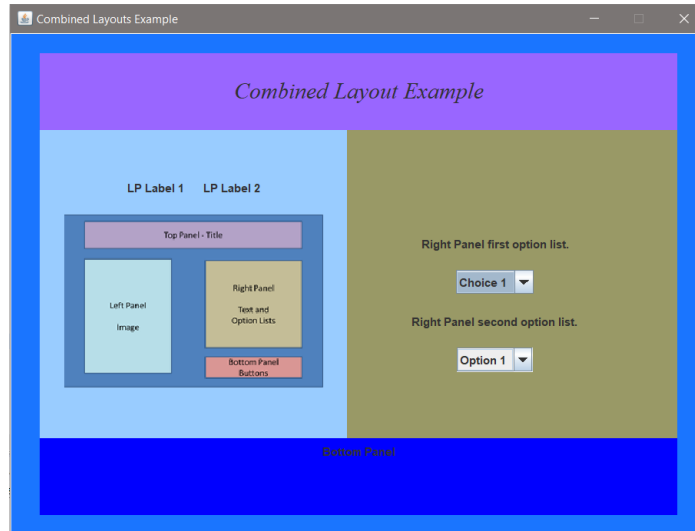 Combined Layouts Example
Combined Layout Example
LP Label 1 LP Label 2
Top Panel - Title
Left Panel
Image
Right Panel
Text and
Option Lists
Bottom Panel
Buttons
Right Panel first option list.
Choice 1
Right Panel second option list.
Option 1
Bottom Panel